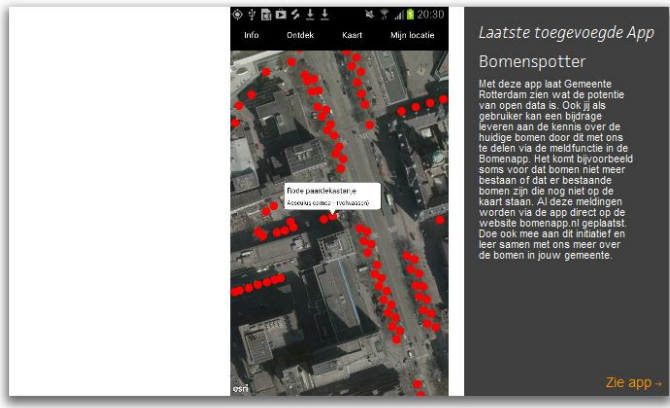 20:30
Info Ontdek Kaart Mijn locatie
Rode paardekastanje
Aesculus carnea - (volwassen)
esri
Laatste toegevoegde App
Bomenspotter
Met deze app laat Gemeente
Rotterdam zien wat de potentie
van open data is. Ook jij als
gebruiker kan een bijdrage
leveren aan de kennis over de
huidige bomen door dit met ons
te delen via de meldfunctie in de
Bomenapp. Het komt bijvoorbeeld
soms voor dat bomen niet meer
bestaan of dat er bestaande
bomen zijn die nog niet op de
kaart staan. Al deze meldingen
worden via de app direct op de
website bomenapp.nl geplaatst.
Doe ook mee aan dit initiatief en
leer samen met ons meer over
de bomen in jouw gemeente.
Zie app→